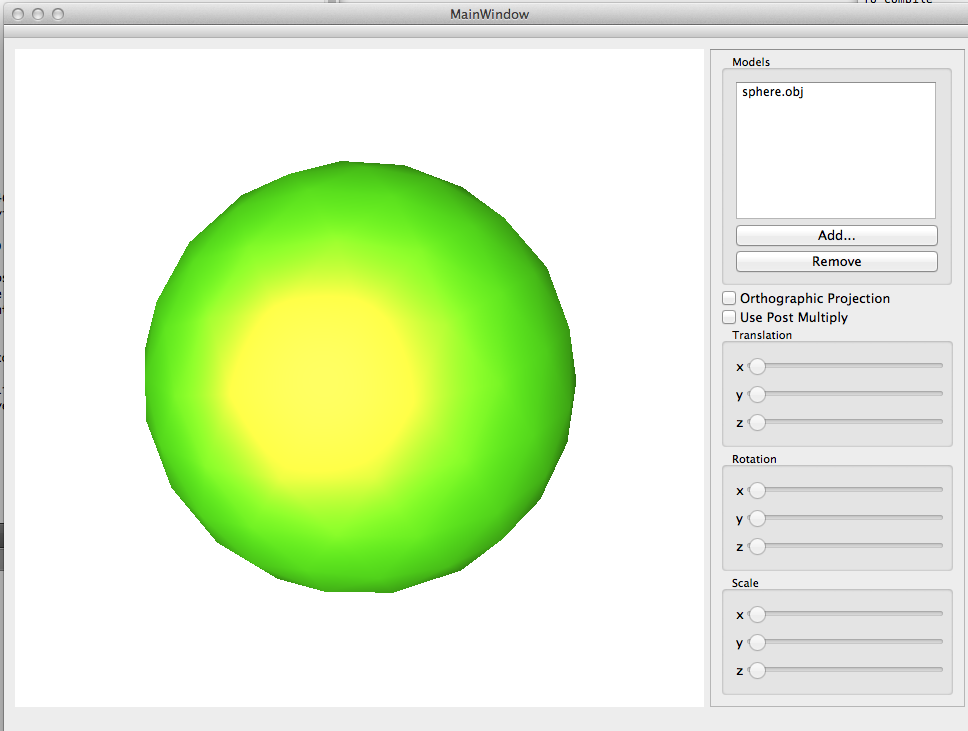 MainWindow
Models
sphere.obj
Add...
Remove
Orthographic Projection
Use Post Multiply
Translation
x
y
z
Rotation
x
y
z
Scale
x
y
z